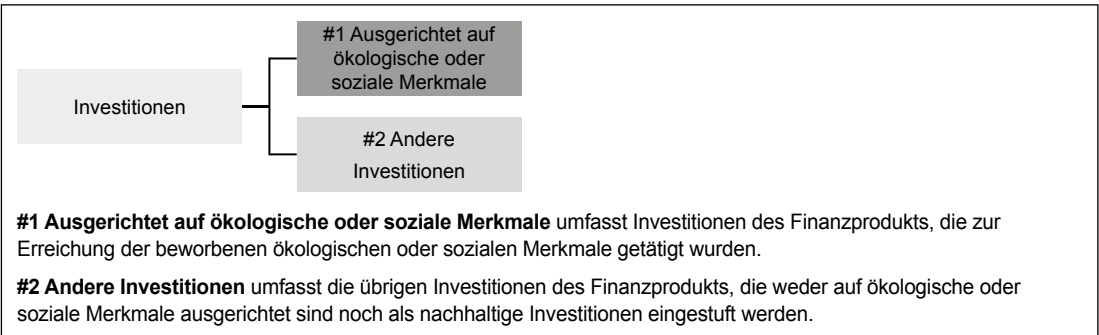 #1 Ausgerichtet auf
ökologische oder
soziale Merkmale
Investitionen
#2 Andere
Investitionen
#1 Ausgerichtet auf ökologische oder soziale Merkmale umfasst Investitionen des Finanzprodukts, die zur
Erreichung der beworbenen ökologischen oder sozialen Merkmale getätigt wurden.
#2 Andere Investitionen umfasst die übrigen Investitionen des Finanzprodukts, die weder auf ökologische oder
soziale Merkmale ausgerichtet sind noch als nachhaltige Investitionen eingestuft werden.